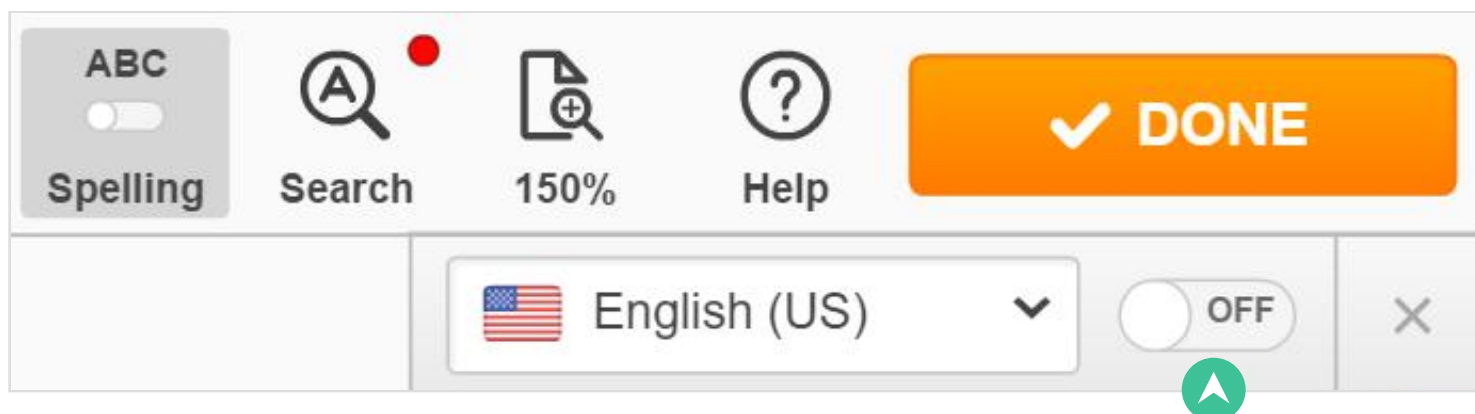 ABC
Spelling
Search
150%
Help
DONE
English (US)
OFF